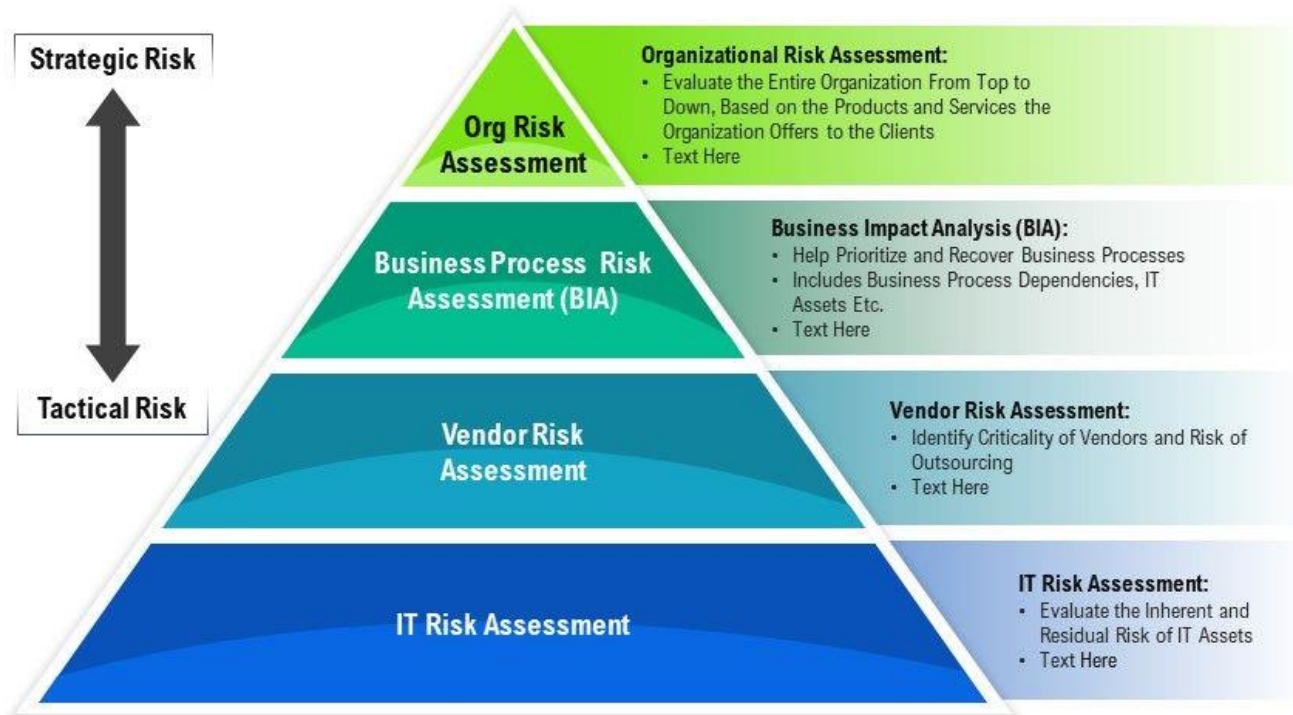 Strategic Risk
Tactical Risk
Org Risk
Assessment
Organizational Risk Assessment:
• Evaluate the Entire Organization From Top to
Down, Based on the Products and Services the
Organization Offers to the Clients
• Text Here
Business Process Risk
Assessment (BIA)
Business Impact Analysis (BIA):
• Help Prioritize and Recover Business Processes
• Includes Business Process Dependencies, IT
Assets Etc.
• Text Here
Vendor Risk
Assessment
Vendor Risk Assessment:
• Identify Criticality of Vendors and Risk of
Outsourcing
• Text Here
IT Risk Assessment
IT Risk Assessment:
• Evaluate the Inherent and
Residual Risk of IT Assets
• Text Here